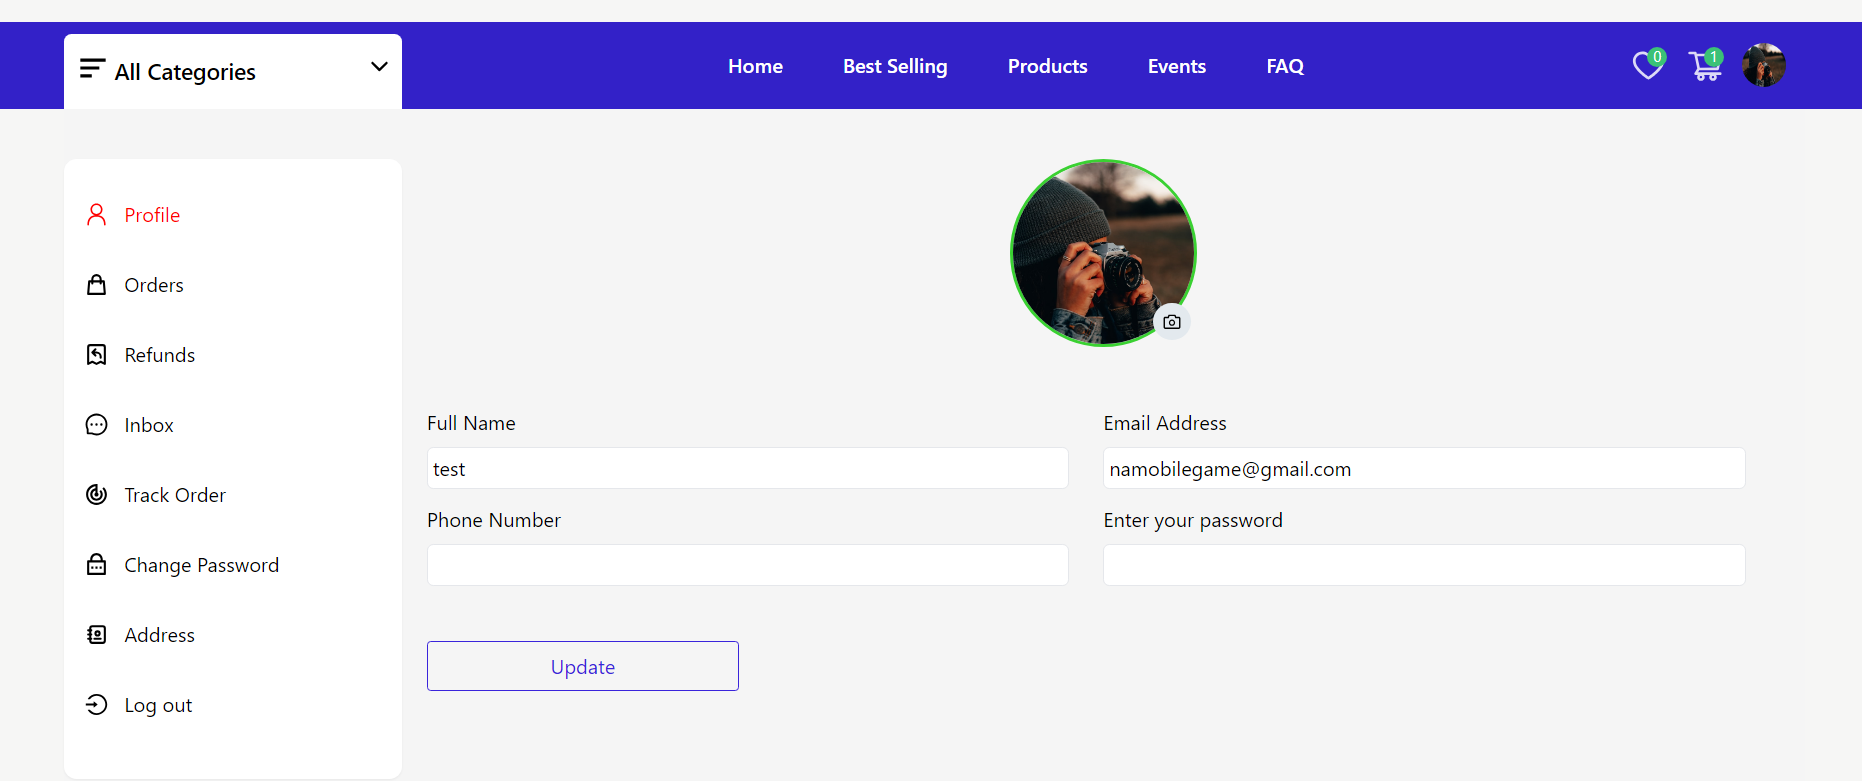 All Categories
Home Best Selling Products Events FAQ
0 1
Profile
Orders
Refunds
Inbox
Track Order
Change Password
Address
Log out
Full Name
test
Email Address
namobilegame@gmail.com
Phone Number
Enter your password
Update